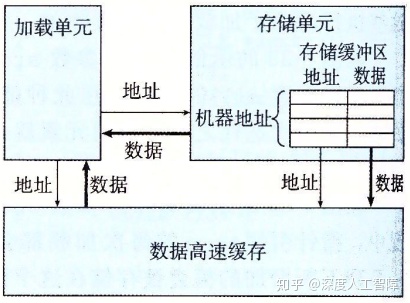 加载单元
存储单元
存储缓冲区
地址 数据
机器地址
地址
数据
地址
数据
地址
数据
数据高速缓存
知乎 @深度人工智障